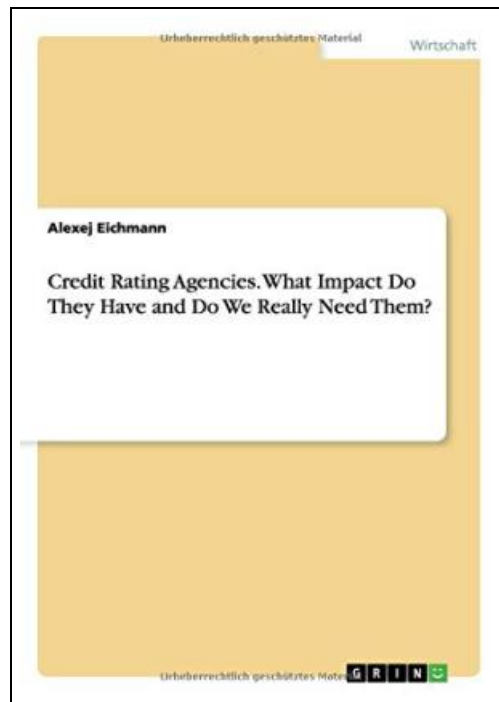 Urheberrechtlich geschütztes Material
Wirtschaft
Alexej Eichmann
Credit Rating Agencies. What Impact Do
They Have and Do We Really Need Them?
Urheberrechtlich geschütztes Mater
GRIN